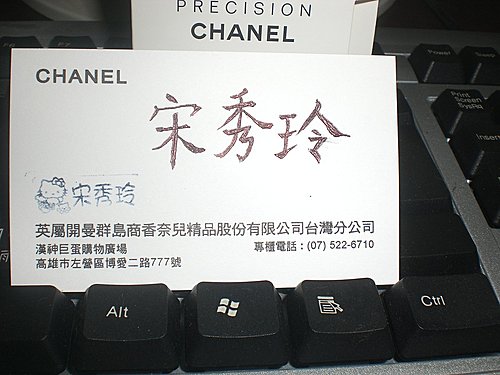 PRECISION
CHANEL
CHANEL
宋秀玲
宋秀玲
英屬開曼群島商香奈兒精品股份有限公司台灣分公司
漢神巨蛋購物廣場
專櫃電話：(07) 522-6710
高雄市左營區博愛二路777號
Power
Print
Screen
SysRq
Insert
Alt
Ctrl